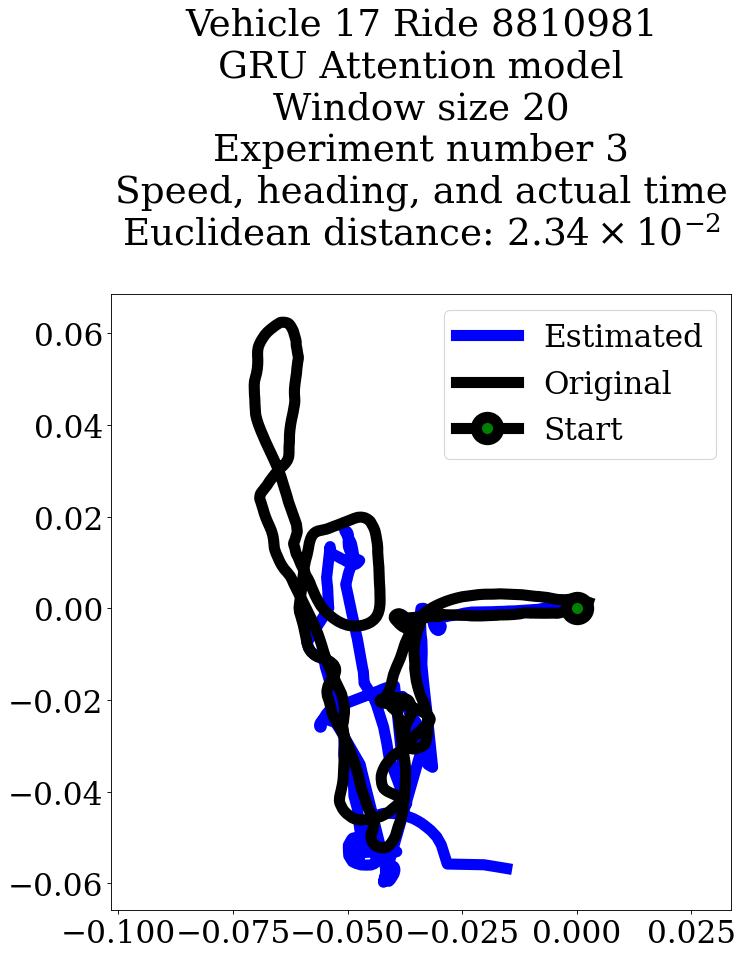 Vehicle 17 Ride 8810981
GRU Attention model
Window size 20
Experiment number 3
Speed, heading, and actual time
Euclidean distance: 2.34 × 10⁻²
Estimated
Original
Start
0.06
0.04
0.02
0.00
−0.02
−0.04
−0.06
−0.100 −0.075 −0.050 −0.025 0.000 0.025